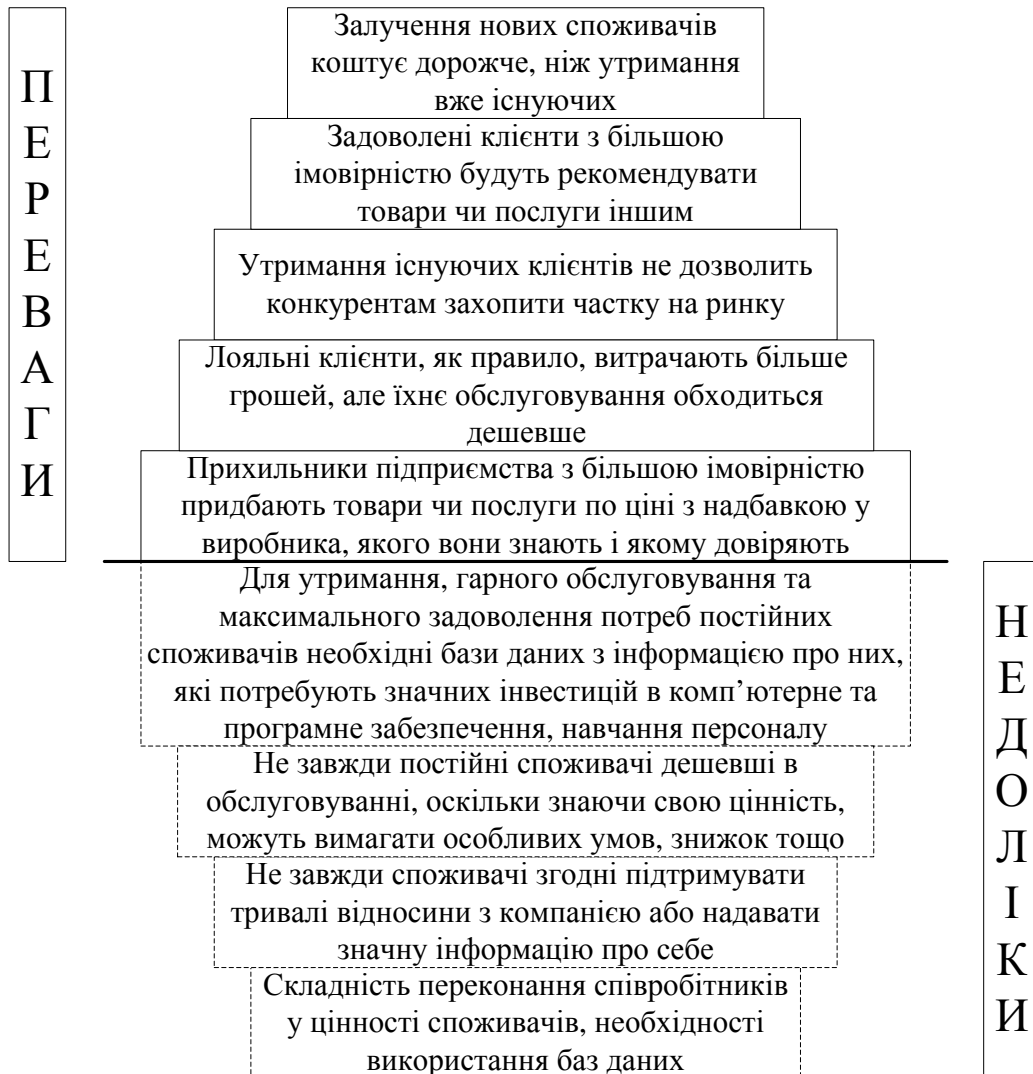 ПЕРЕВАГИ
Залучення нових споживачів
коштує дорожче, ніж утримання
вже існуючих
Задоволені клієнти з більшою
імовірністю будуть рекомендувати
товари чи послуги іншим
Утримання існуючих клієнтів не дозволить
конкурентам захопити частку на ринку
Лояльні клієнти, як правило, витрачають більше
грошей, але їхнє обслуговування обходиться
дешевше
Прихильники підприємства з більшою імовірністю
придбають товари чи послуги по ціні з надбавкою у
виробника, якого вони знають і якому довіряють
НЕДОЛІКИ
Для утримання, гарного обслуговування та
максимального задоволення потреб постійних
споживачів необхідні бази даних з інформацією про них,
які потребують значних інвестицій в комп’ютерне та
програмне забезпечення, навчання персоналу
Не завжди постійні споживачі дешевші в
обслуговуванні, оскільки знаючи свою цінність,
можуть вимагати особливих умов, знижок тощо
Не завжди споживачі згодні підтримувати
тривалі відносини з компанією або надавати
значну інформацію про себе
Складність переконання співробітників
у цінності споживачів, необхідності
використання баз даних